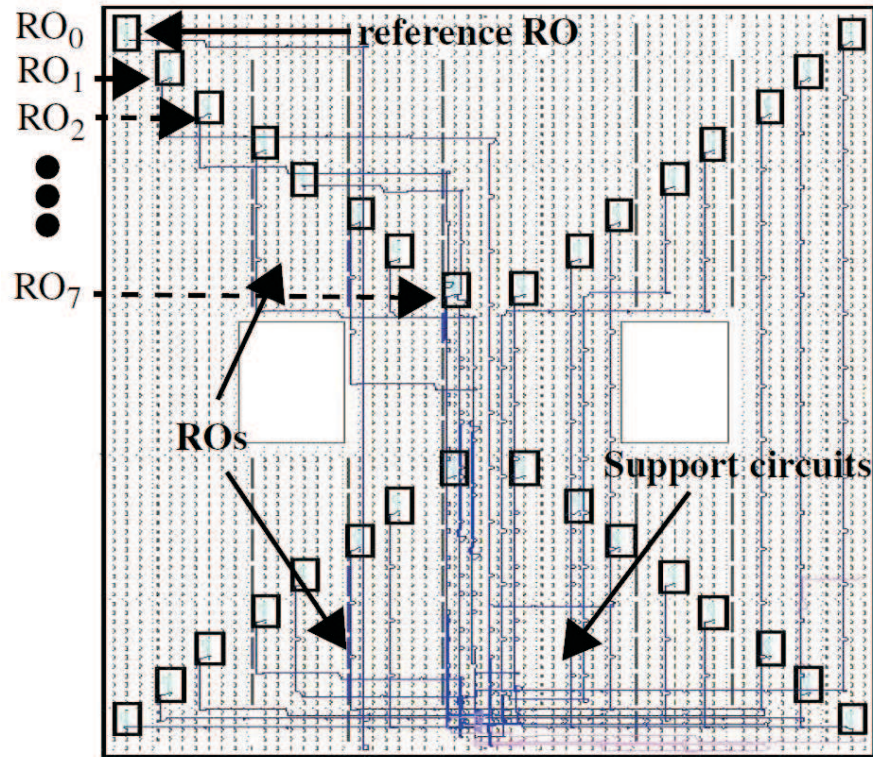 RO0
reference RO
RO1
RO2
RO7
ROs
Support circuits